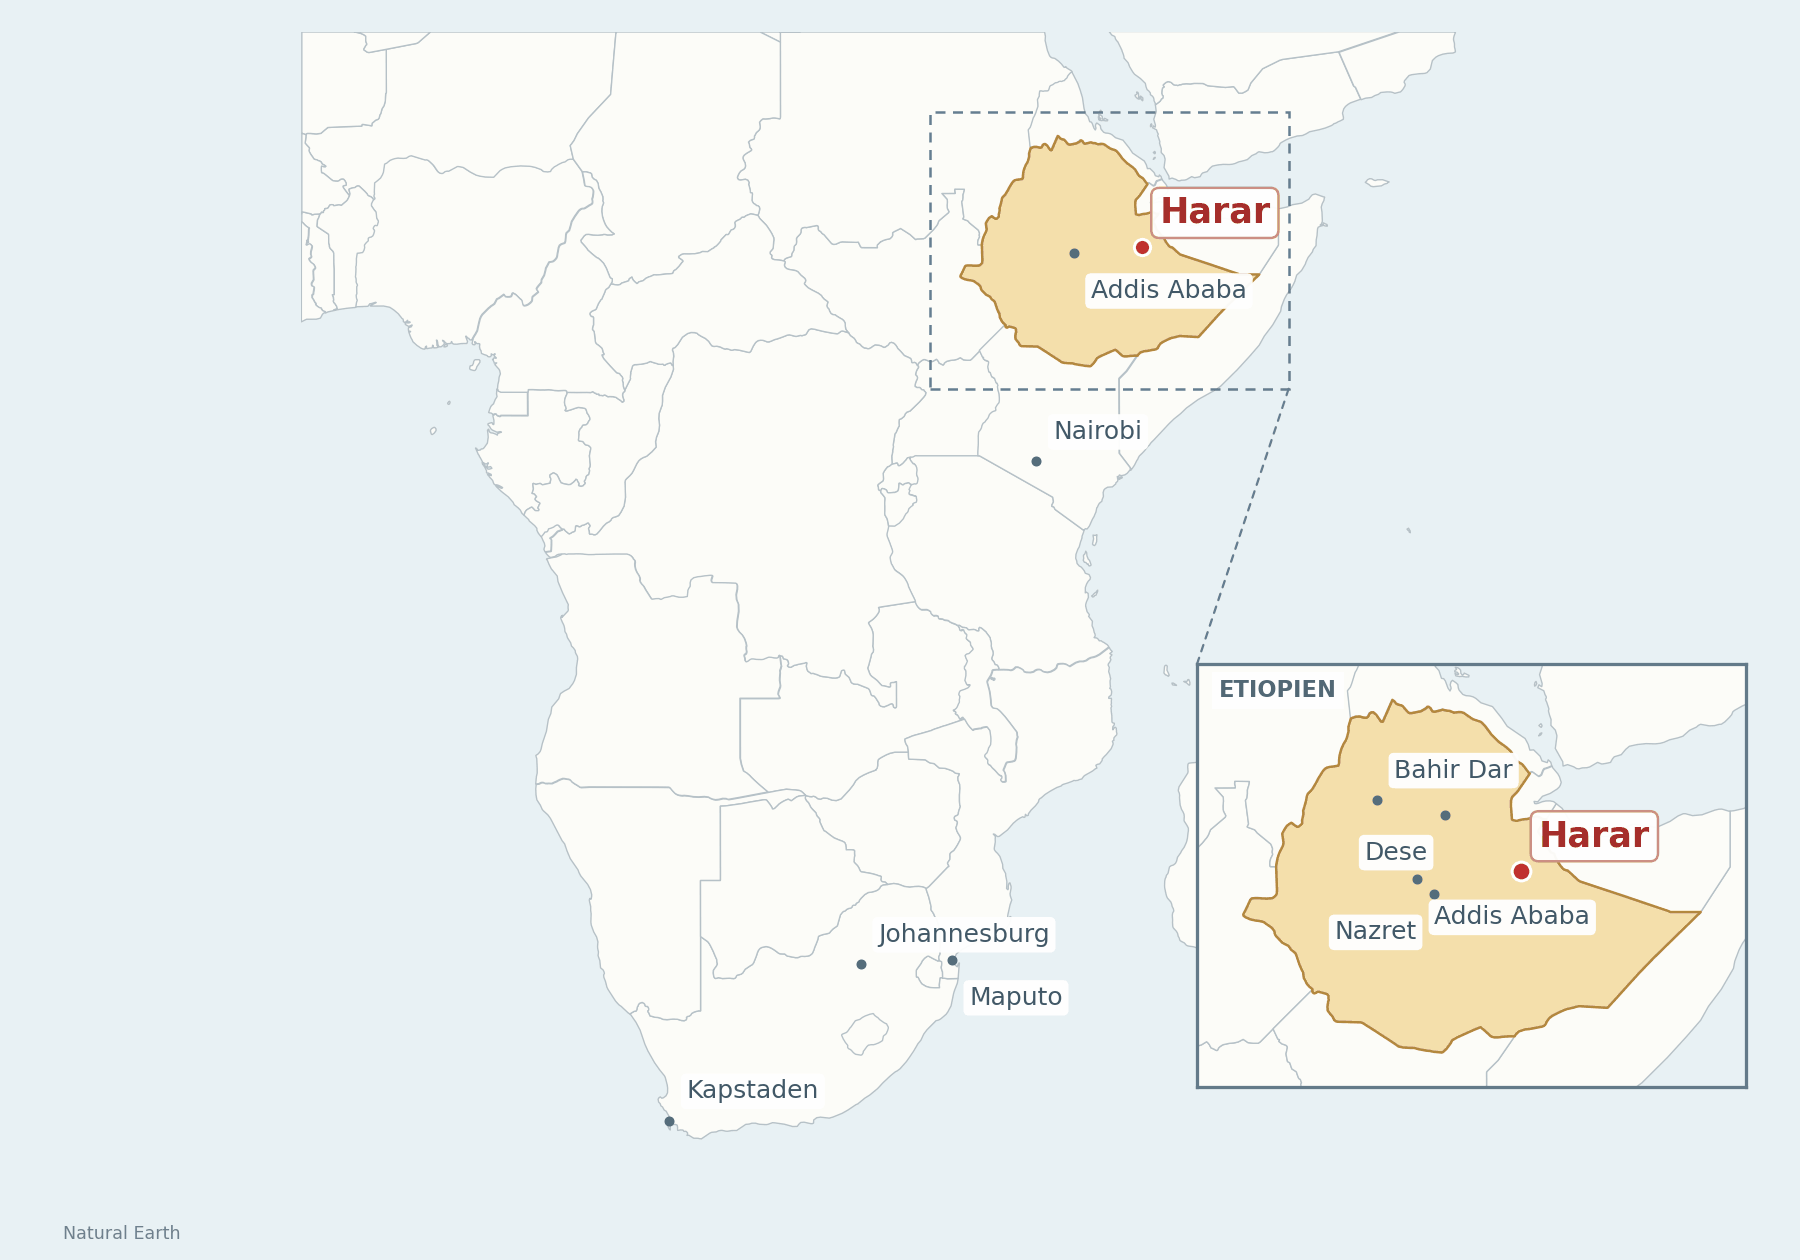 Harar
Addis Ababa
Nairobi
Johannesburg
Maputo
Kapstaden
ETIOPIEN
Bahir Dar
Harar
Dese
Addis Ababa
Nazret
Natural Earth